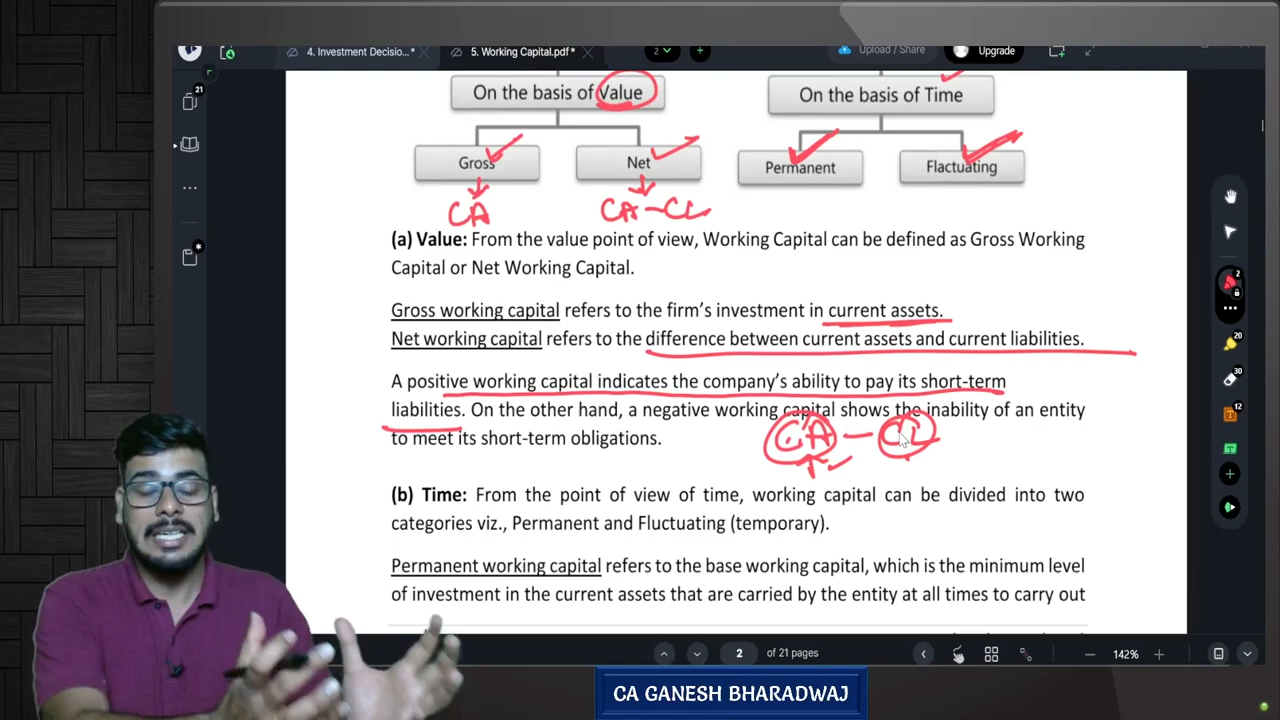 4. Investment Decisio...*
5. Working Capital.pdf*
2
Upload / Share
Upgrade
21
On the basis of Value
On the basis of Time
Gross
Net
Permanent
Flactuating
CA
CA-CL
(a) Value: From the value point of view, Working Capital can be defined as Gross Working
Capital or Net Working Capital.
Gross working capital refers to the firm's investment in current assets.
Net working capital refers to the difference between current assets and current liabilities.
A positive working capital indicates the company's ability to pay its short-term
liabilities. On the other hand, a negative working capital shows the inability of an entity
to meet its short-term obligations.
CA - CL
(b) Time: From the point of view of time, working capital can be divided into two
categories viz., Permanent and Fluctuating (temporary).
Permanent working capital refers to the base working capital, which is the minimum level
of investment in the current assets that are carried by the entity at all times to carry out
2
20
30
12
2 of 21 pages
142%
CA GANESH BHARADWAJ